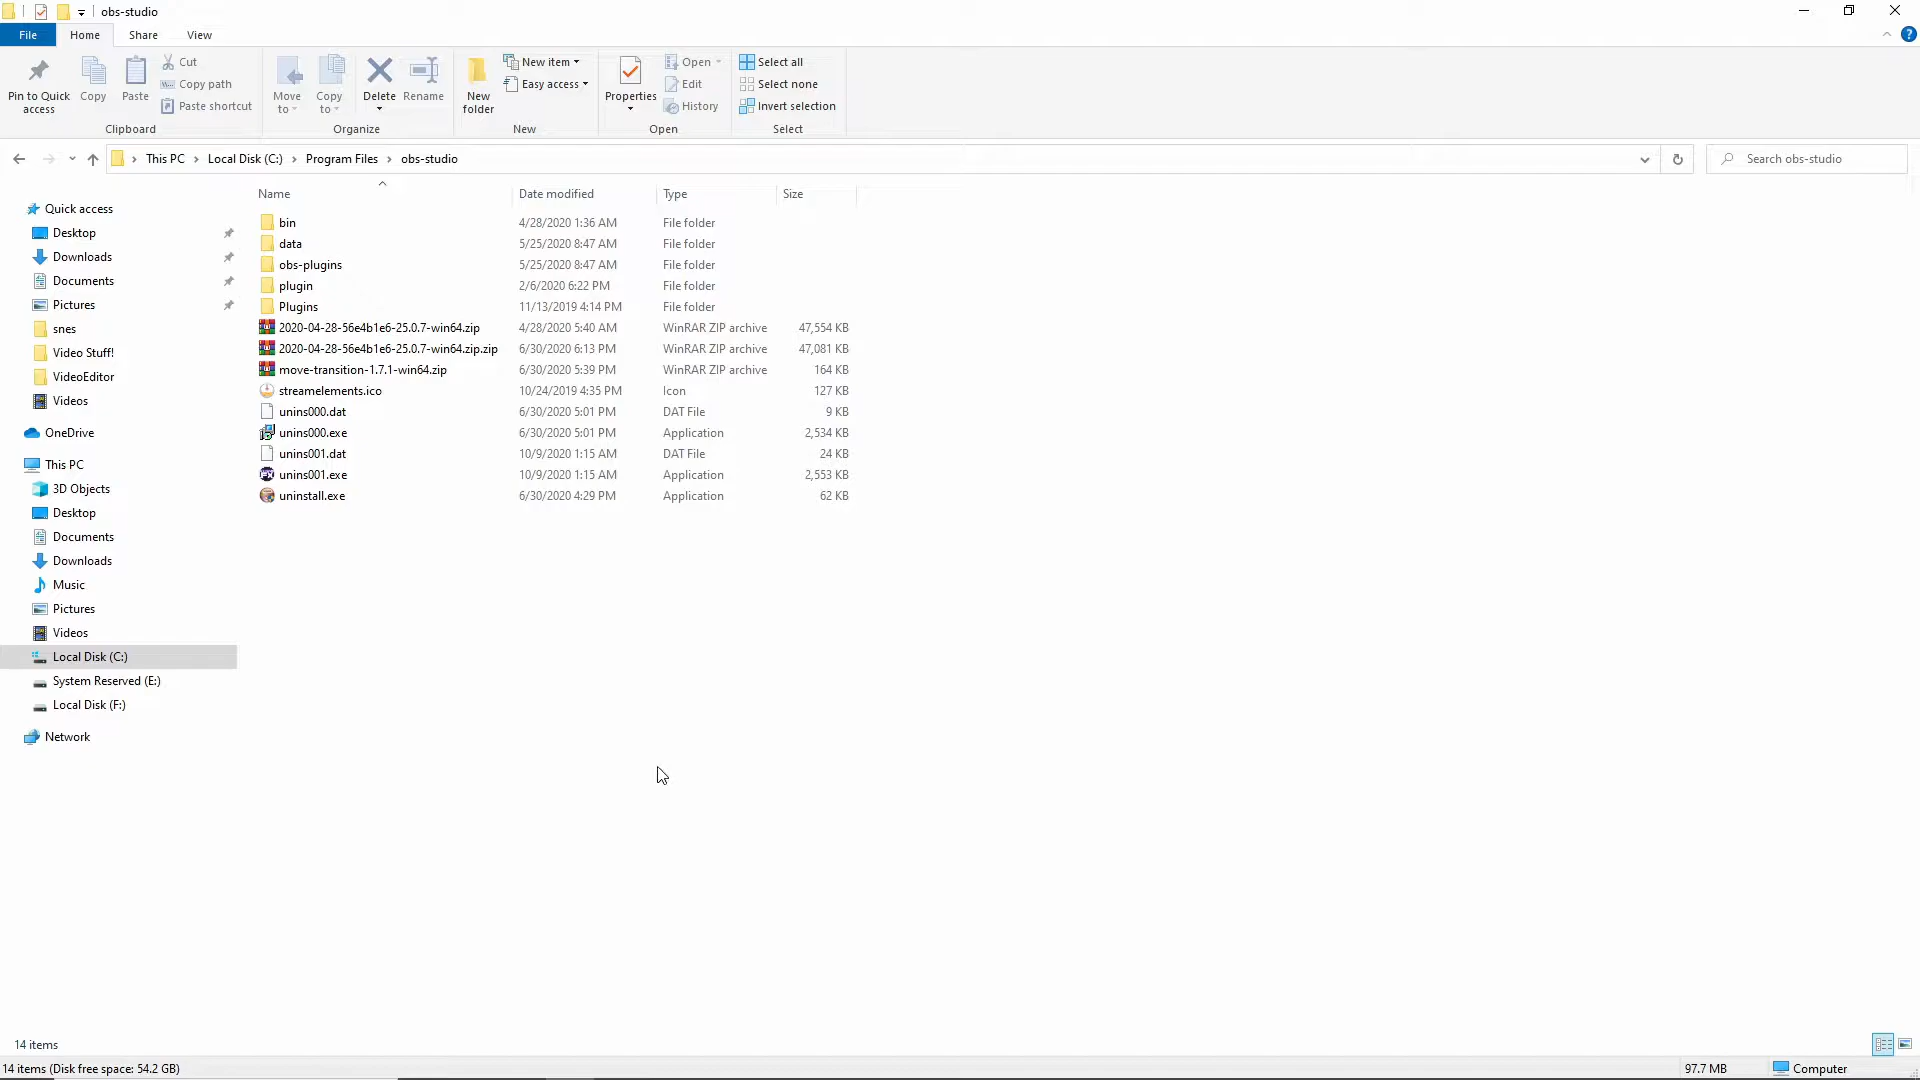 obs-studio
File Home Share View
Pin to Quick access
Copy
Paste
Cut
Copy path
Paste shortcut
Clipboard
Move to
Copy to
Delete
Rename
Organize
New folder
New item
Easy access
New
Properties
Open
Edit
History
Open
Select all
Select none
Invert selection
Select
This PC Local Disk (C:) Program Files obs-studio
Search obs-studio
Quick access
Desktop
Downloads
Documents
Pictures
snes
Video Stuff!
VideoEditor
Videos
OneDrive
This PC
3D Objects
Desktop
Documents
Downloads
Music
Pictures
Videos
Local Disk (C:)
System Reserved (E:)
Local Disk (F:)
Network
Name Date modified Type Size
bin 4/28/2020 1:36 AM File folder
data 5/25/2020 8:47 AM File folder
obs-plugins 5/25/2020 8:47 AM File folder
plugin 2/6/2020 6:22 PM File folder
Plugins 11/13/2019 4:14 PM File folder
2020-04-28-56e4b1e6-25.0.7-win64.zip 4/28/2020 5:40 AM WinRAR ZIP archive 47,554 KB
2020-04-28-56e4b1e6-25.0.7-win64.zip.zip 6/30/2020 6:13 PM WinRAR ZIP archive 47,081 KB
move-transition-1.7.1-win64.zip 6/30/2020 5:39 PM WinRAR ZIP archive 164 KB
streamelements.ico 10/24/2019 4:35 PM Icon 127 KB
unins000.dat 6/30/2020 5:01 PM DAT File 9 KB
unins000.exe 6/30/2020 5:01 PM Application 2,534 KB
unins001.dat 10/9/2020 1:15 AM DAT File 24 KB
unins001.exe 10/9/2020 1:15 AM Application 2,553 KB
uninstall.exe 6/30/2020 4:29 PM Application 62 KB
14 items
14 items (Disk free space: 54.2 GB) 97.7 MB Computer